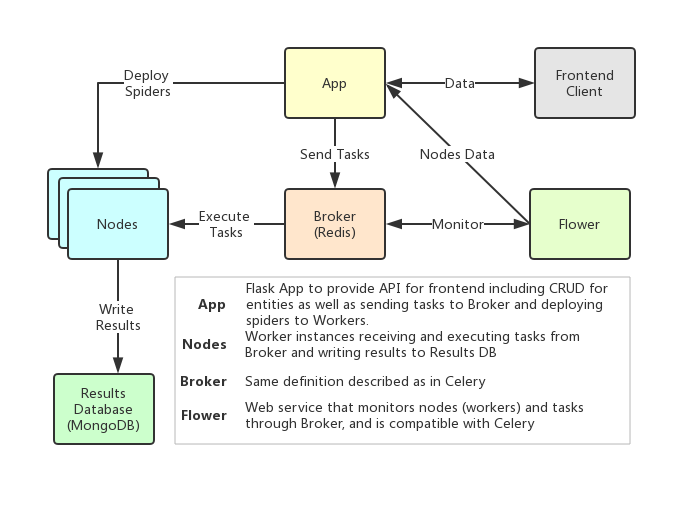 Deploy
Spiders
App
Data
Frontend
Client
Send Tasks
Nodes Data
Nodes
Execute
Tasks
Broker
(Redis)
Monitor
Flower
Write
Results
Results
Database
(MongoDB)
App
Flask App to provide API for frontend including CRUD for
entities as well as sending tasks to Broker and deploying
spiders to Workers.
Nodes
Worker instances receiving and executing tasks from
Broker and writing results to Results DB
Broker
Same definition described as in Celery
Flower
Web service that monitors nodes (workers) and tasks
through Broker, and is compatible with Celery